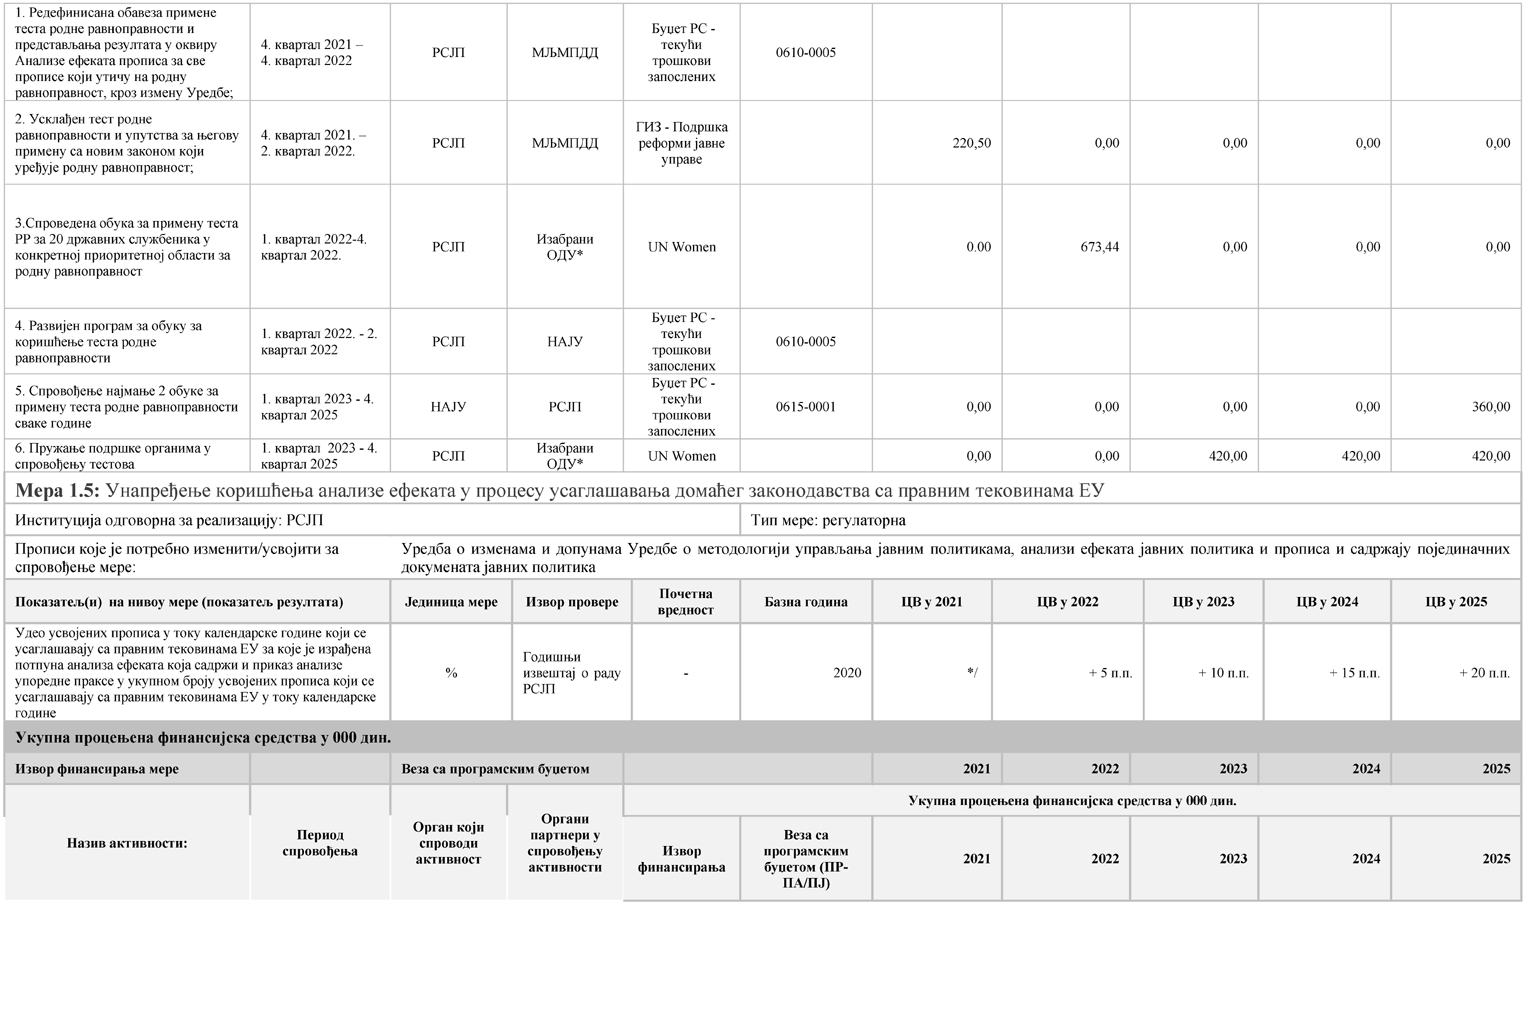 1. Редефинисана обавеза примене
теста родне равноправности и
представљања резултата у оквиру
Анализе ефеката прописа за све
прописе који утичу на родну
равноправност, кроз измену Уредбе;
4. квартал 2021 –
4. квартал 2022
РСЈП
МЉМПДД
Буџет РС -
текући
трошкови
запослених
0610-0005
2. Усклађен тест родне
равноправности и упутства за његову
примену са новим законом који
уређује родну равноправност;
4. квартал 2021. –
2. квартал 2022.
РСЈП
МЉМПДД
ГИЗ - Подршка
реформи јавне
управе
220,50
0,00
0,00
0,00
0,00
3.Спроведена обука за примену теста
РР за 20 државних службеника у
конкретној приоритетној области за
родну равноправност
1. квартал 2022-4.
квартал 2022.
РСЈП
Изабрани
ОДУ*
UN Women
0.00
673,44
0,00
0,00
0,00
4. Развијен програм за обуку за
коришћење теста родне
равноправности
1. квартал 2022. - 2.
квартал 2022
РСЈП
НАЈУ
Буџет РС -
текући
трошкови
запослених
0610-0005
5. Спровођење најмање 2 обуке за
примену теста родне равноправности
сваке године
1. квартал 2023 - 4.
квартал 2025
НАЈУ
РСЈП
Буџет РС -
текући
трошкови
запослених
0615-0001
0,00
0,00
0,00
0,00
360,00
6. Пружање подршке органима у
спровођењу тестова
1. квартал 2023 - 4.
квартал 2025
РСЈП
Изабрани
ОДУ*
UN Women
0,00
0,00
420,00
420,00
420,00
Мера 1.5: Унапређење коришћења анализе ефеката у процесу усаглашавања домаћег законодавства са правним тековинама ЕУ
Институција одговорна за реализацију: РСЈП
Тип мере: регулаторна
Прописи које је потребно изменити/усвојити за
спровођење мере:
Уредба о изменама и допунама Уредбе о методологији управљања јавним политикама, анализи ефеката јавних политика и прописа и садржају појединачних
докумената јавних политика
Показатељ(и) на нивоу мере (показатељ резултата)
Јединица мере
Извор провере
Почетна
вредност
Базна година
ЦВ у 2021
ЦВ у 2022
ЦВ у 2023
ЦВ у 2024
ЦВ у 2025
Удео усвојених прописа у току календарске године који се
усаглашавају са правним тековинама ЕУ за које је израђена
потпуна анализа ефеката која садржи и приказ анализе
упоредне праксе у укупном броју усвојених прописа који се
усаглашавају са правним тековинама ЕУ у току календарске
године
%
Годишњи
извештај о раду
РСЈП
-
2020
*/
+ 5 п.п.
+ 10 п.п.
+ 15 п.п.
+ 20 п.п.
Укупна процењена финансијска средства у 000 дин.
Извор финансирања мере
Веза са програмским буџетом
2021
2022
2023
2024
2025
Назив активности:
Период
спровођења
Орган који
спроводи
активност
Органи
партнери у
спровођењу
активности
Укупна процењена финансијска средства у 000 дин.
Извор
финансирања
Веза са
програмским
буџетом (ПР-
ПА/ПЈ)
2021
2022
2023
2024
2025